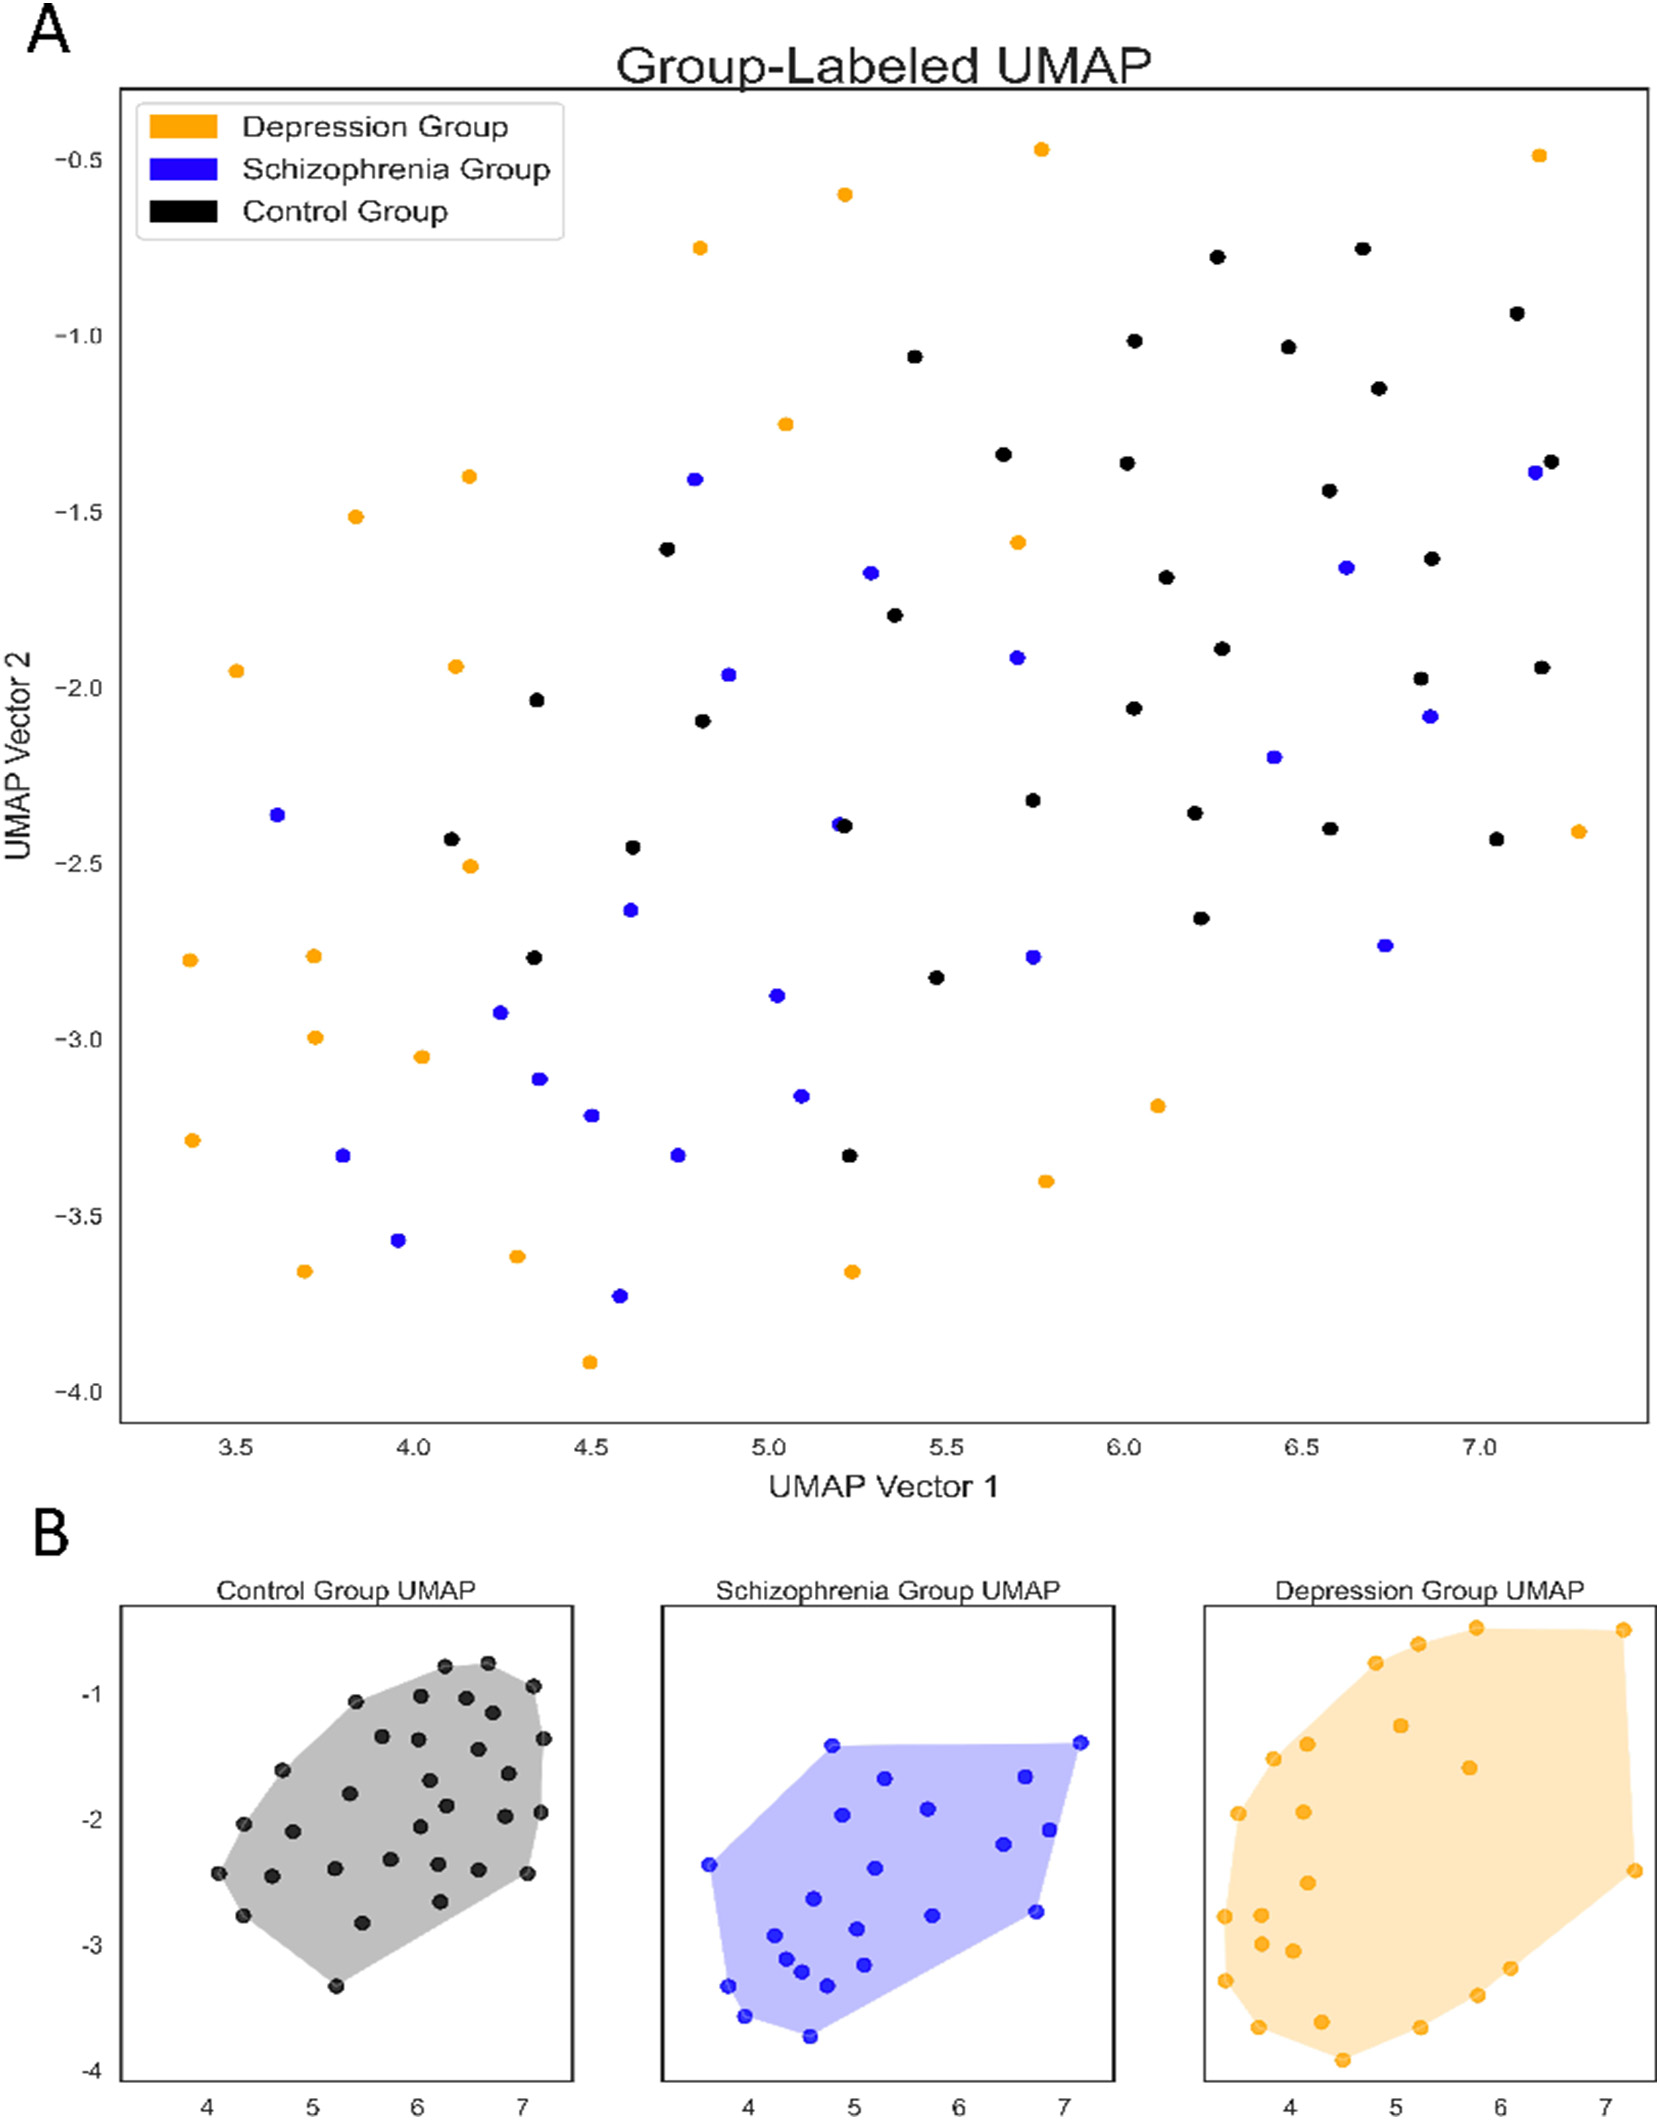 A
Group-Labeled UMAP
Depression Group
Schizophrenia Group
Control Group
−0.5
−1.0
−1.5
−2.0
−2.5
−3.0
−3.5
−4.0
UMAP Vector 2
3.5 4.0 4.5 5.0 5.5 6.0 6.5 7.0
UMAP Vector 1
B
Control Group UMAP Schizophrenia Group UMAP Depression Group UMAP
-1
-2
-3
-4
4 5 6 7 4 5 6 7 4 5 6 7